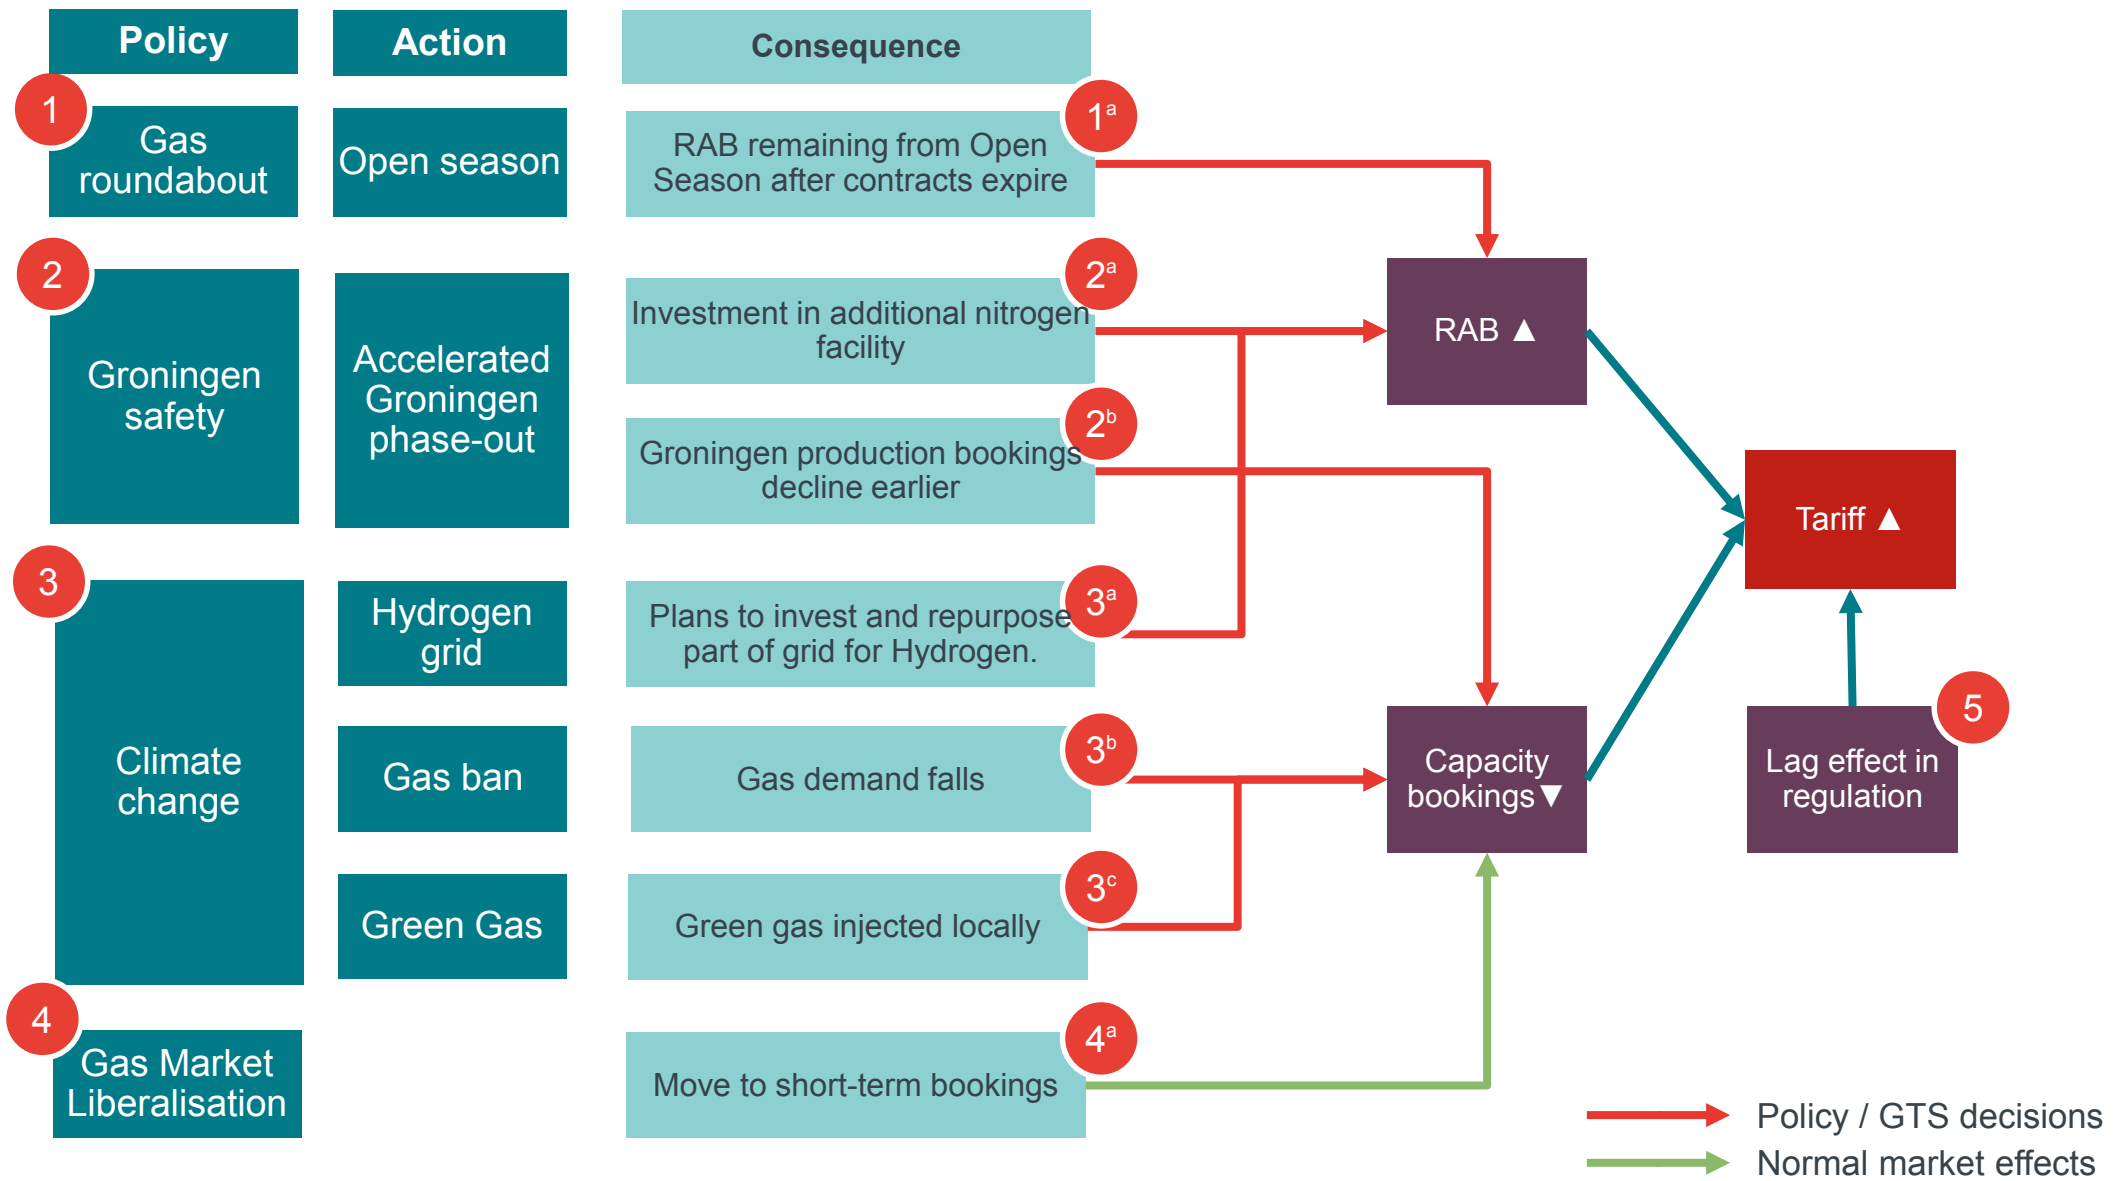 Policy
Action
Consequence
1
Gas
roundabout
Open season
RAB remaining from Open
Season after contracts expire
1a
2
Groningen
safety
Accelerated
Groningen
phase-out
Investment in additional nitrogen
facility
2a
Groningen production bookings
decline earlier
2b
RAB ▲
3
Climate
change
Hydrogen
grid
Plans to invest and repurpose
part of grid for Hydrogen.
3a
Gas ban
Gas demand falls
3b
Green Gas
Green gas injected locally
3c
Capacity
bookings▼
Tariff ▲
Lag effect in
regulation
5
4
Gas Market
Liberalisation
Move to short-term bookings
4a
Policy / GTS decisions
Normal market effects